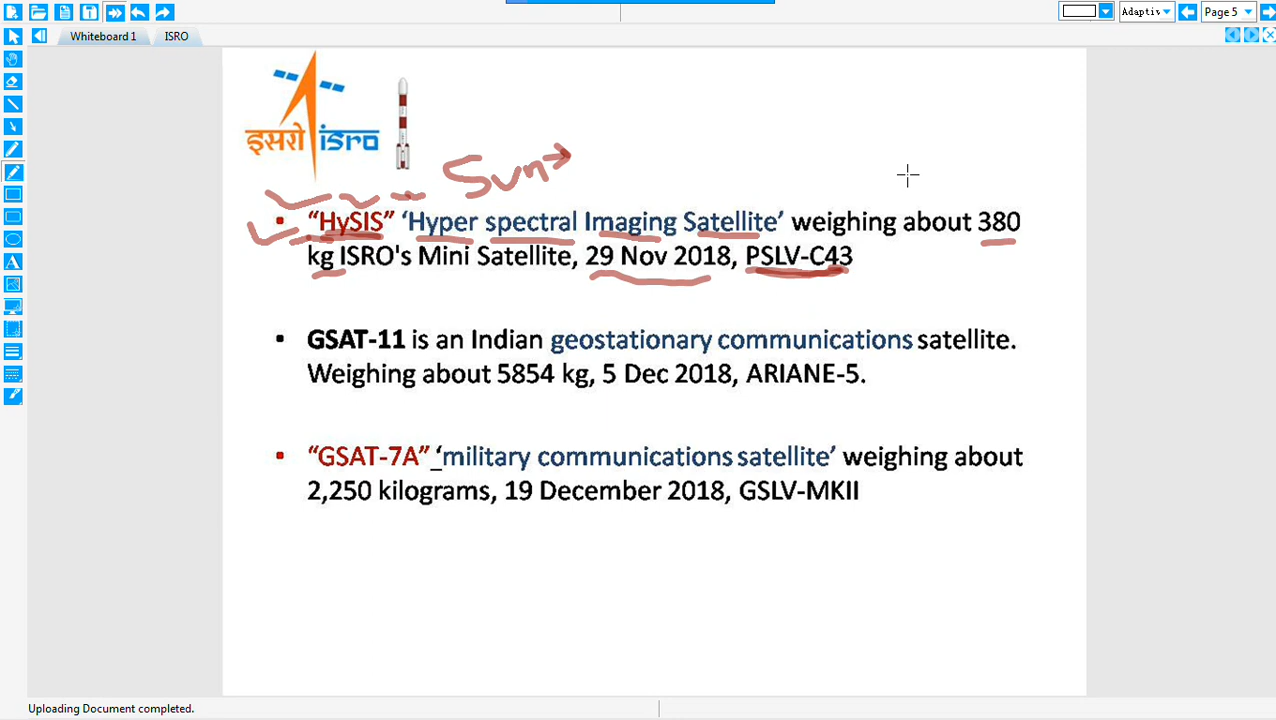 Adaptiv
Page 5
Whiteboard 1
ISRO
इसरो isro
Sun
• “HySIS” ‘Hyper spectral Imaging Satellite’ weighing about 380
kg ISRO's Mini Satellite, 29 Nov 2018, PSLV-C43
• GSAT-11 is an Indian geostationary communications satellite.
Weighing about 5854 kg, 5 Dec 2018, ARIANE-5.
• “GSAT-7A” ‘military communications satellite’ weighing about
2,250 kilograms, 19 December 2018, GSLV-MKII
Uploading Document completed.